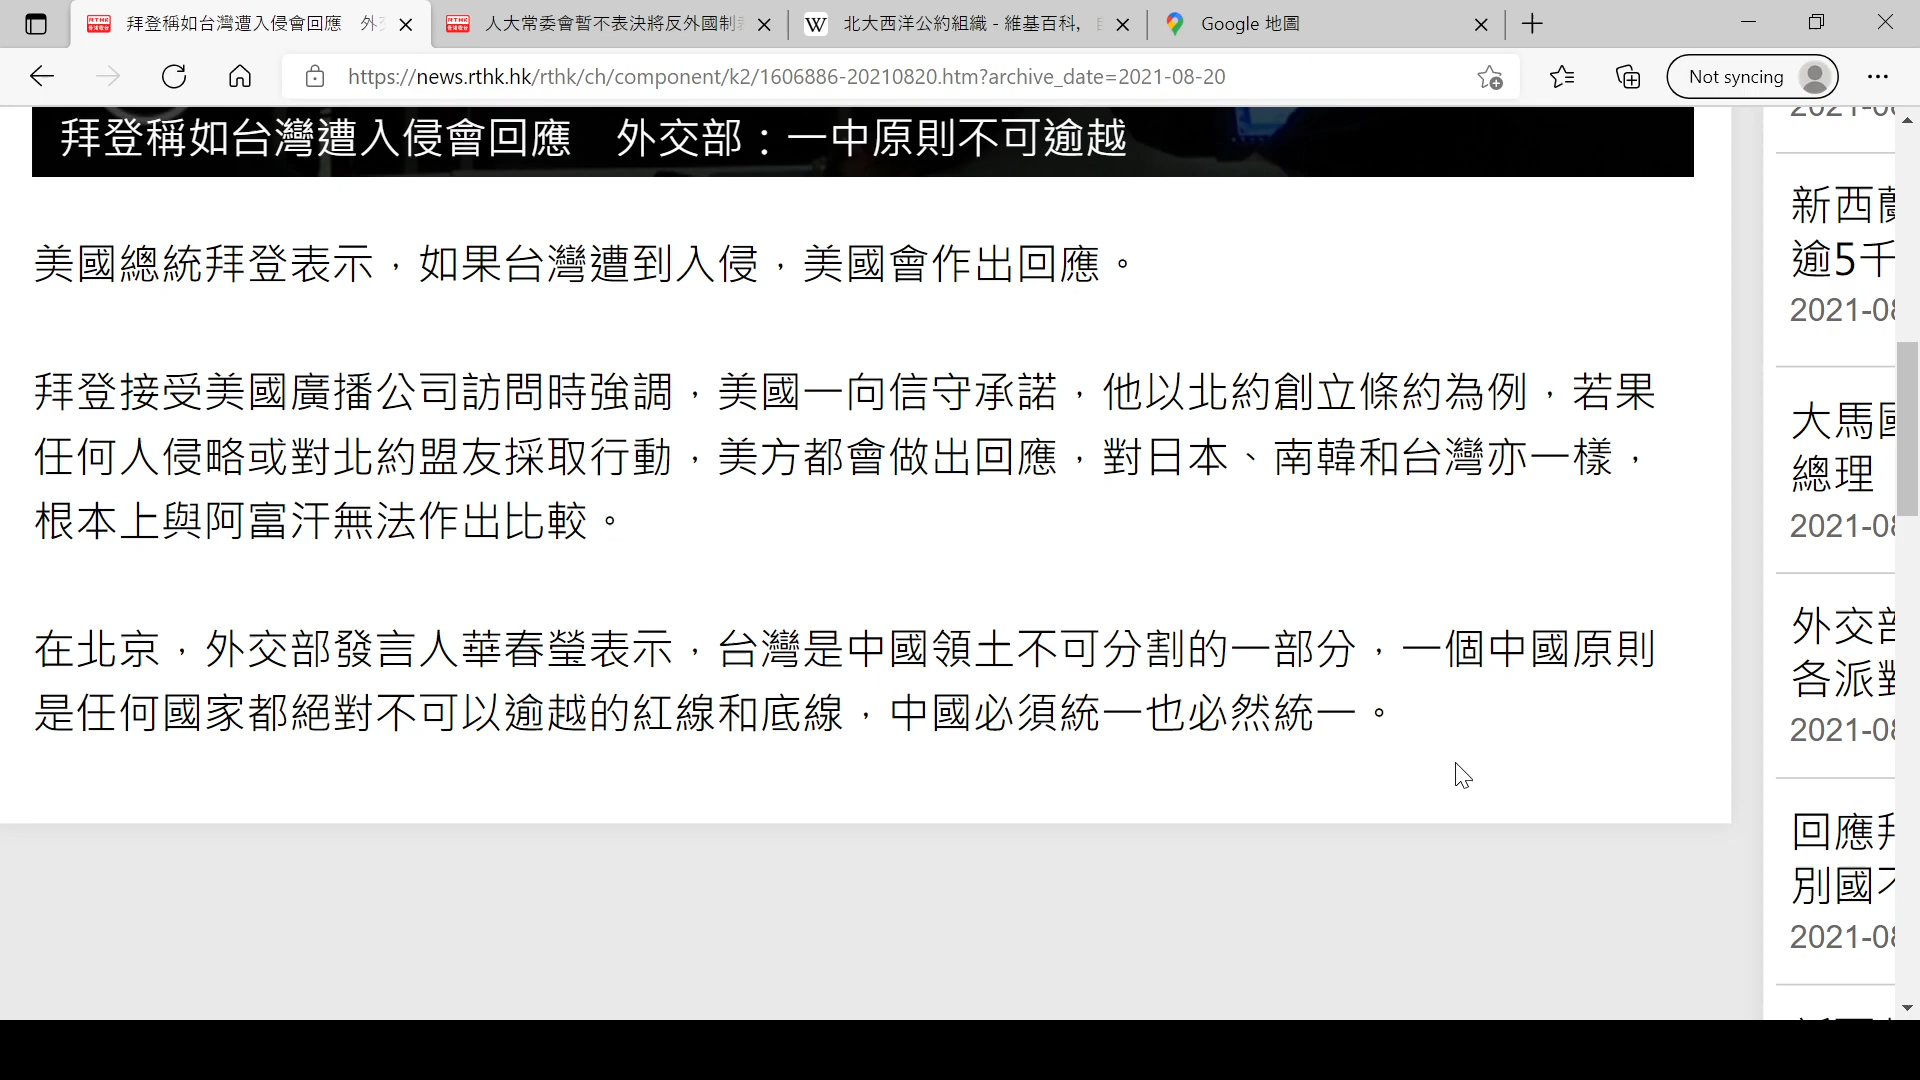 拜登稱如台灣遭入侵會回應 外
人大常委會暫不表決將反外國制
W 北大西洋公約組織 - 維基百科,
Google 地圖
https://news.rthk.hk/rthk/ch/component/k2/1606886-20210820.htm?archive_date=2021-08-20
Not syncing
拜登稱如台灣遭入侵會回應　外交部：一中原則不可逾越
美國總統拜登表示，如果台灣遭到入侵，美國會作出回應。
拜登接受美國廣播公司訪問時強調，美國一向信守承諾，他以北約創立條約為例，若果
任何人侵略或對北約盟友採取行動，美方都會做出回應，對日本、南韓和台灣亦一樣，
根本上與阿富汗無法作出比較。
在北京，外交部發言人華春瑩表示，台灣是中國領土不可分割的一部分，一個中國原則
是任何國家都絕對不可以逾越的紅線和底線，中國必須統一也必然統一。
新西
逾5千
2021-08
大馬
總理
2021-08
外交
各派
2021-08
回應
別國
2021-08